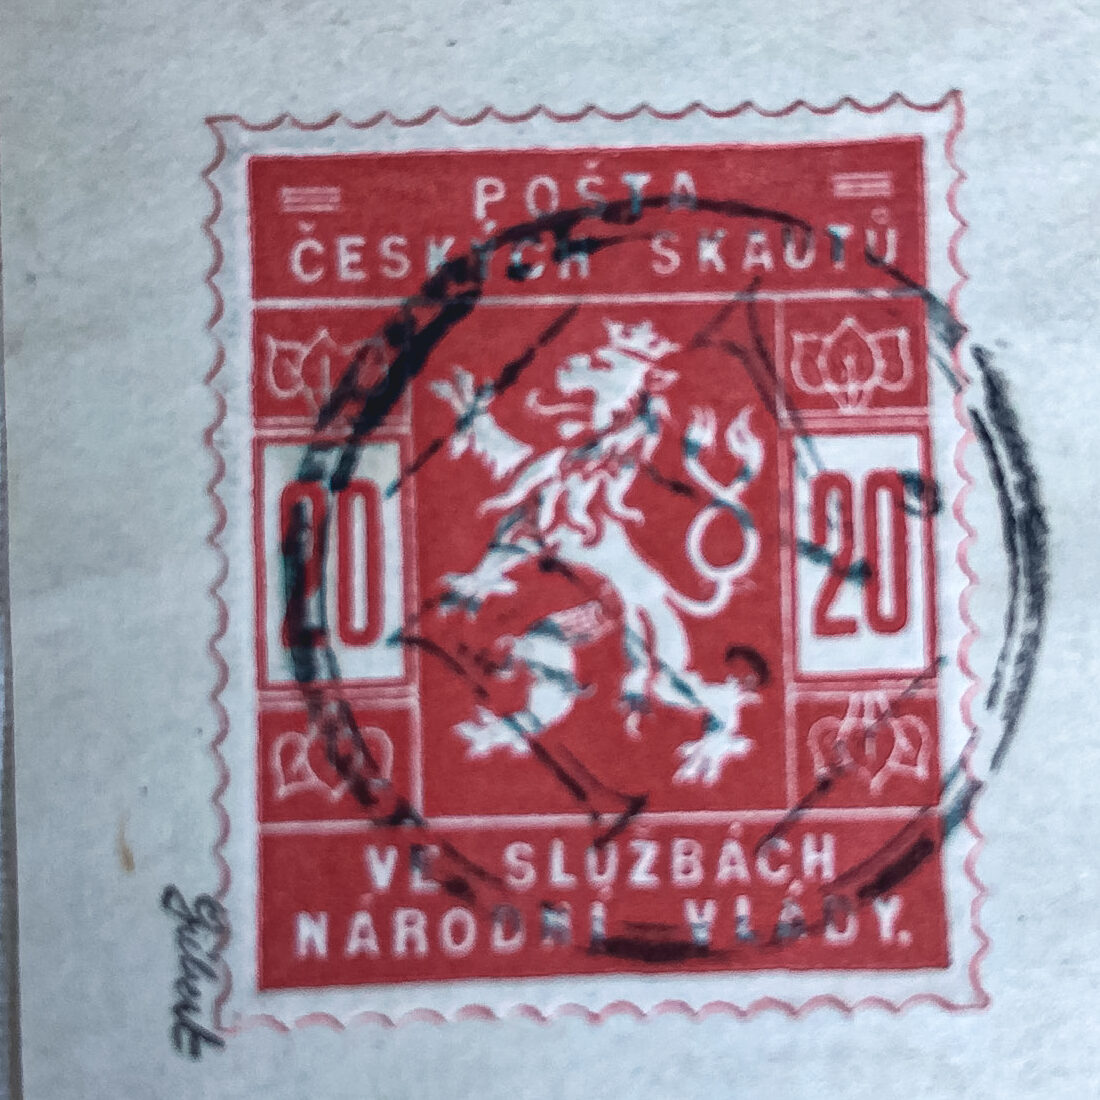 POŠTA
ČESKÝCH SKAUTŮ
20 20
VE SLUŽBÁCH
NÁRODNÍ VLÁDY.